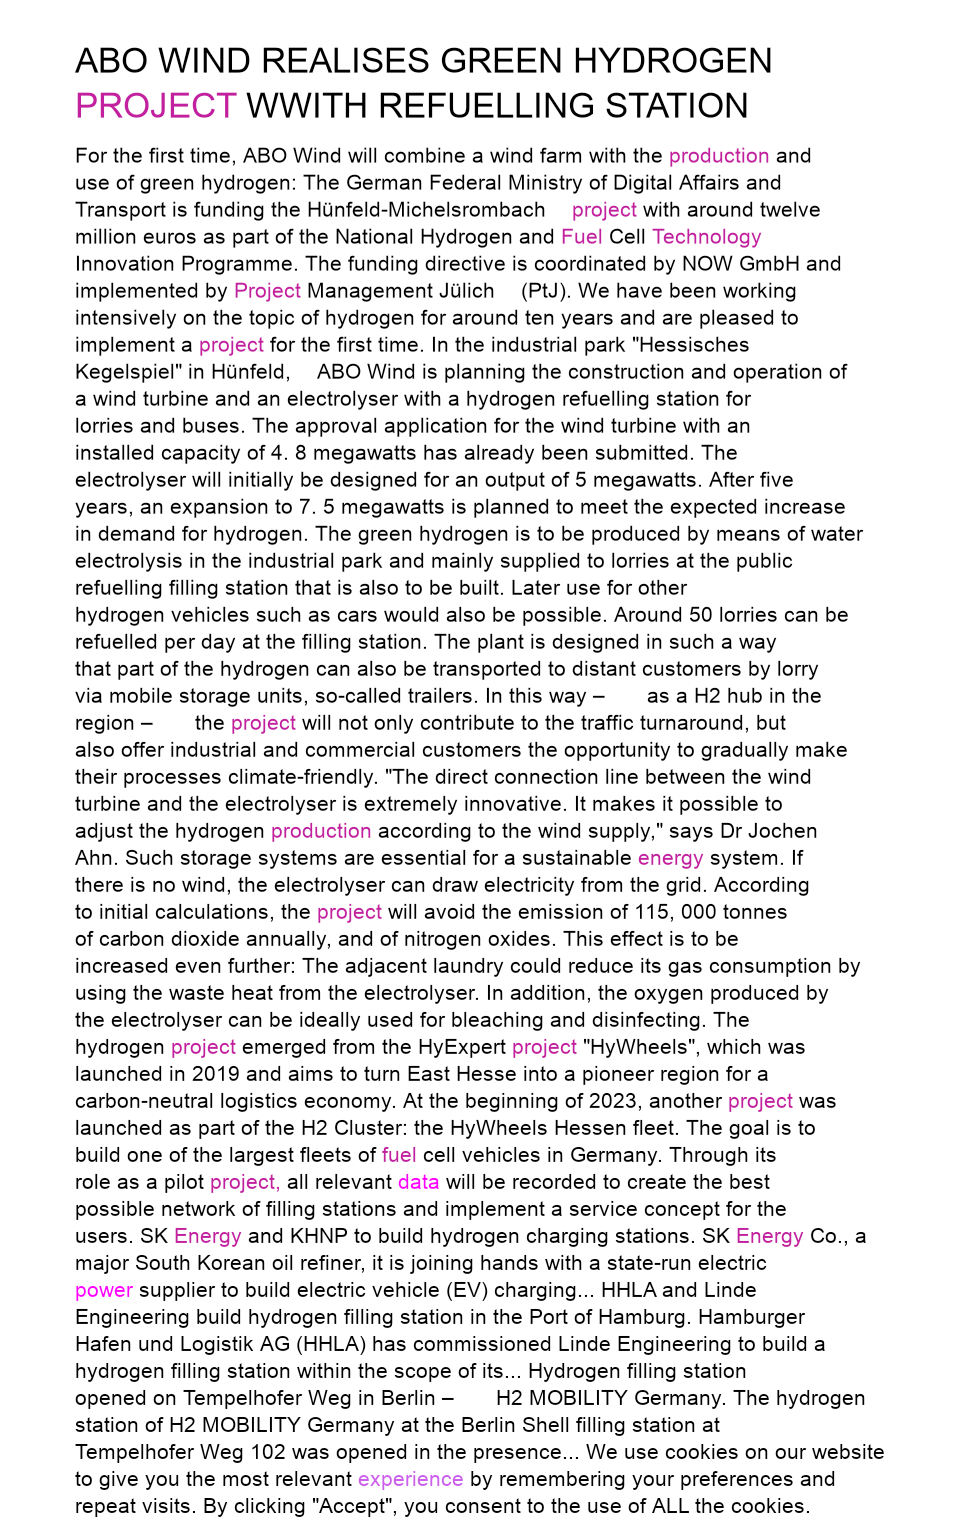 ABO WIND REALISES GREEN HYDROGEN
PROJECT WWITH REFUELLING STATION
For the first time, ABO Wind will combine a wind farm with the production and
use of green hydrogen: The German Federal Ministry of Digital Affairs and
Transport is funding the Hünfeld-Michelsrombach project with around twelve
million euros as part of the National Hydrogen and Fuel Cell Technology
Innovation Programme. The funding directive is coordinated by NOW GmbH and
implemented by Project Management Jülich (PtJ). We have been working
intensively on the topic of hydrogen for around ten years and are pleased to
implement a project for the first time. In the industrial park "Hessisches
Kegelspiel" in Hünfeld, ABO Wind is planning the construction and operation of
a wind turbine and an electrolyser with a hydrogen refuelling station for
lorries and buses. The approval application for the wind turbine with an
installed capacity of 4. 8 megawatts has already been submitted. The
electrolyser will initially be designed for an output of 5 megawatts. After five
years, an expansion to 7. 5 megawatts is planned to meet the expected increase
in demand for hydrogen. The green hydrogen is to be produced by means of water
electrolysis in the industrial park and mainly supplied to lorries at the public
refuelling filling station that is also to be built. Later use for other
hydrogen vehicles such as cars would also be possible. Around 50 lorries can be
refuelled per day at the filling station. The plant is designed in such a way
that part of the hydrogen can also be transported to distant customers by lorry
via mobile storage units, so-called trailers. In this way – as a H2 hub in the
region – the project will not only contribute to the traffic turnaround, but
also offer industrial and commercial customers the opportunity to gradually make
their processes climate-friendly. "The direct connection line between the wind
turbine and the electrolyser is extremely innovative. It makes it possible to
adjust the hydrogen production according to the wind supply," says Dr Jochen
Ahn. Such storage systems are essential for a sustainable energy system. If
there is no wind, the electrolyser can draw electricity from the grid. According
to initial calculations, the project will avoid the emission of 115, 000 tonnes
of carbon dioxide annually, and of nitrogen oxides. This effect is to be
increased even further: The adjacent laundry could reduce its gas consumption by
using the waste heat from the electrolyser. In addition, the oxygen produced by
the electrolyser can be ideally used for bleaching and disinfecting. The
hydrogen project emerged from the HyExpert project "HyWheels", which was
launched in 2019 and aims to turn East Hesse into a pioneer region for a
carbon-neutral logistics economy. At the beginning of 2023, another project was
launched as part of the H2 Cluster: the HyWheels Hessen fleet. The goal is to
build one of the largest fleets of fuel cell vehicles in Germany. Through its
role as a pilot project, all relevant data will be recorded to create the best
possible network of filling stations and implement a service concept for the
users. SK Energy and KHNP to build hydrogen charging stations. SK Energy Co., a
major South Korean oil refiner, it is joining hands with a state-run electric
power supplier to build electric vehicle (EV) charging... HHLA and Linde
Engineering build hydrogen filling station in the Port of Hamburg. Hamburger
Hafen und Logistik AG (HHLA) has commissioned Linde Engineering to build a
hydrogen filling station within the scope of its... Hydrogen filling station
opened on Tempelhofer Weg in Berlin – H2 MOBILITY Germany. The hydrogen
station of H2 MOBILITY Germany at the Berlin Shell filling station at
Tempelhofer Weg 102 was opened in the presence... We use cookies on our website
to give you the most relevant experience by remembering your preferences and
repeat visits. By clicking "Accept", you consent to the use of ALL the cookies.